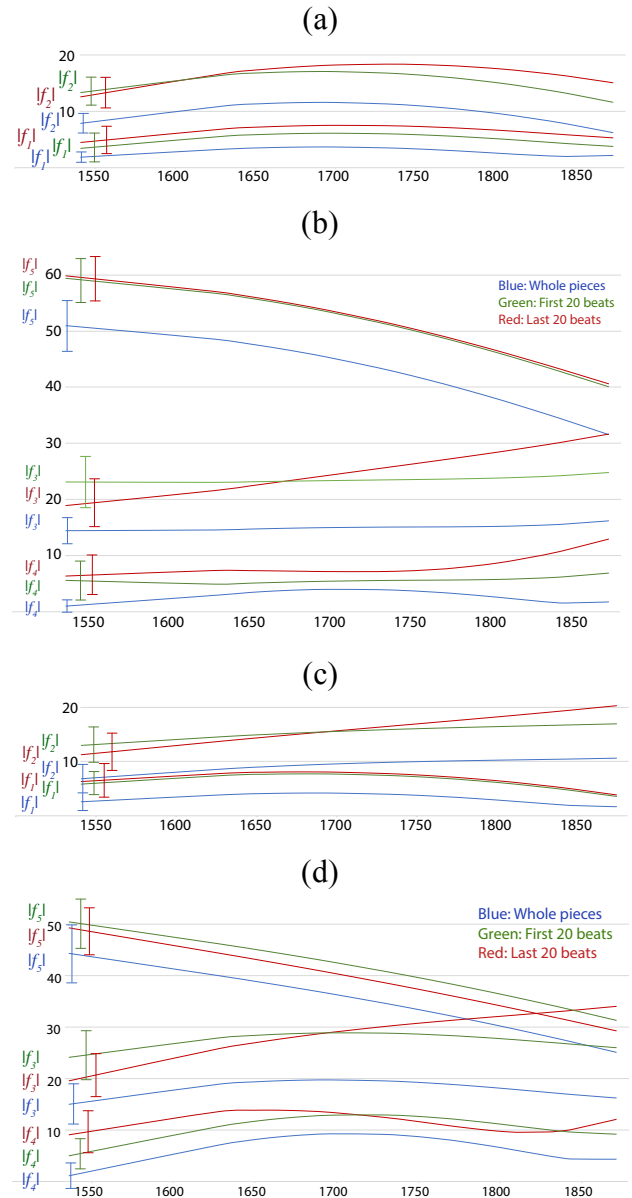 (a)
20
|f2|
|f2|
10
|f2|
|f1| |f1|
|f1|
1550 1600 1650 1700 1750 1800 1850
(b)
|f5|
60
|f5|
Blue: Whole pieces
|f5|
Green: First 20 beats
50
Red: Last 20 beats
40
30
|f3|
|f3|
20
|f3|
|f4|
10
|f4|
|f4|
1550 1600 1650 1700 1750 1800 1850
(c)
20
|f2|
|f2|
|f2|
10
|f1| |f1|
|f1|
1550 1600 1650 1700 1750 1800 1850
(d)
|f5|
Blue: Whole pieces
50
|f5|
Green: First 20 beats
|f5|
Red: Last 20 beats
40
30
|f3|
|f3|
20
|f3|
|f4|
10
|f4|
|f4|
1550 1600 1650 1700 1750 1800 1850